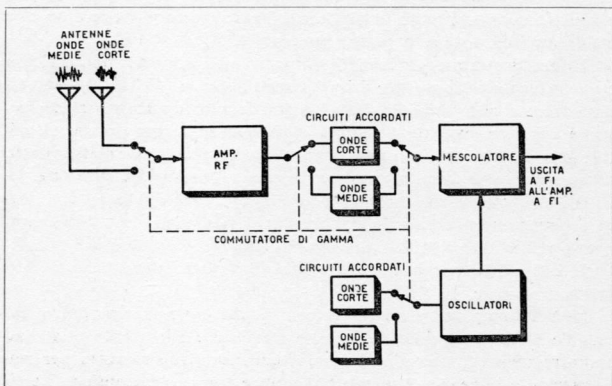 ANTENNE
ONDE ONDE
MEDIE CORTE
AMP.
RF
CIRCUITI ACCORDATI
ONDE
CORTE
ONDE
MEDIE
MESCOLATORE
USCITA
A FI
ALL'AMP.
A FI
COMMUTATORE DI GAMMA
CIRCUITI ACCORDATI
ONDE
CORTE
ONDE
MEDIE
OSCILLATORI